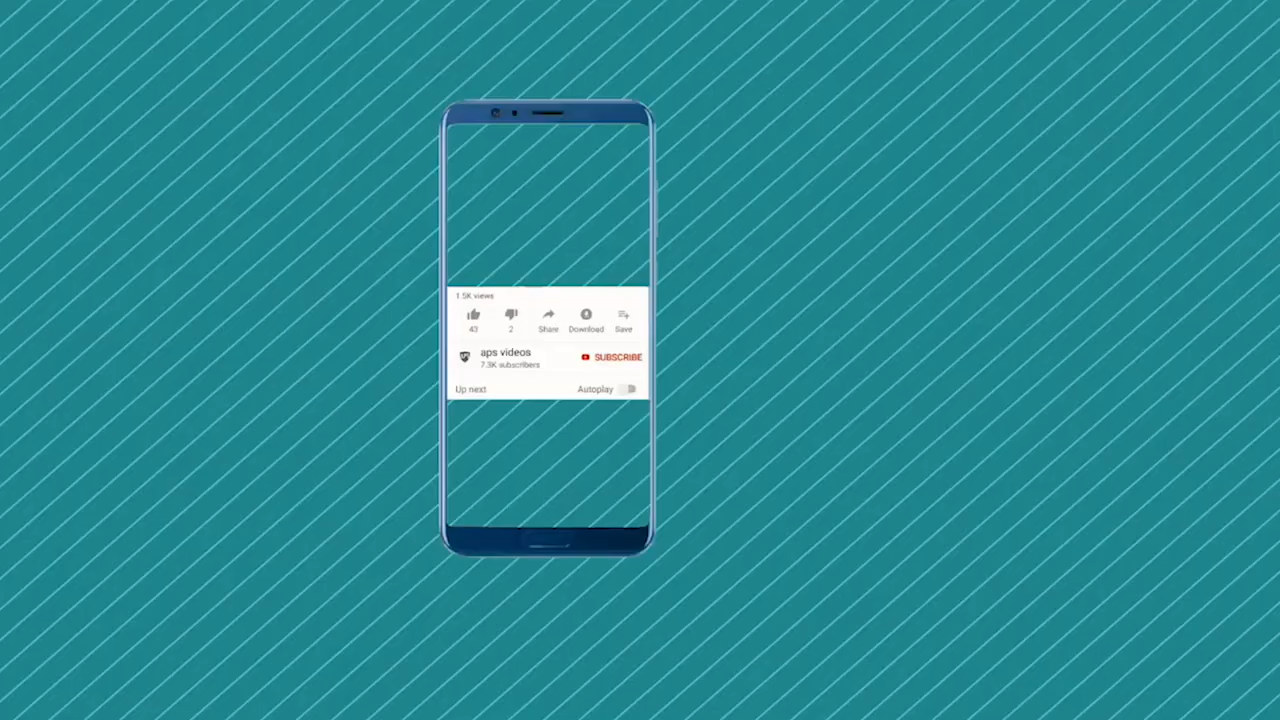 1.5K views
43 2 Share Download Save
aps videos
7.3K subscribers
SUBSCRIBE
Up next Autoplay